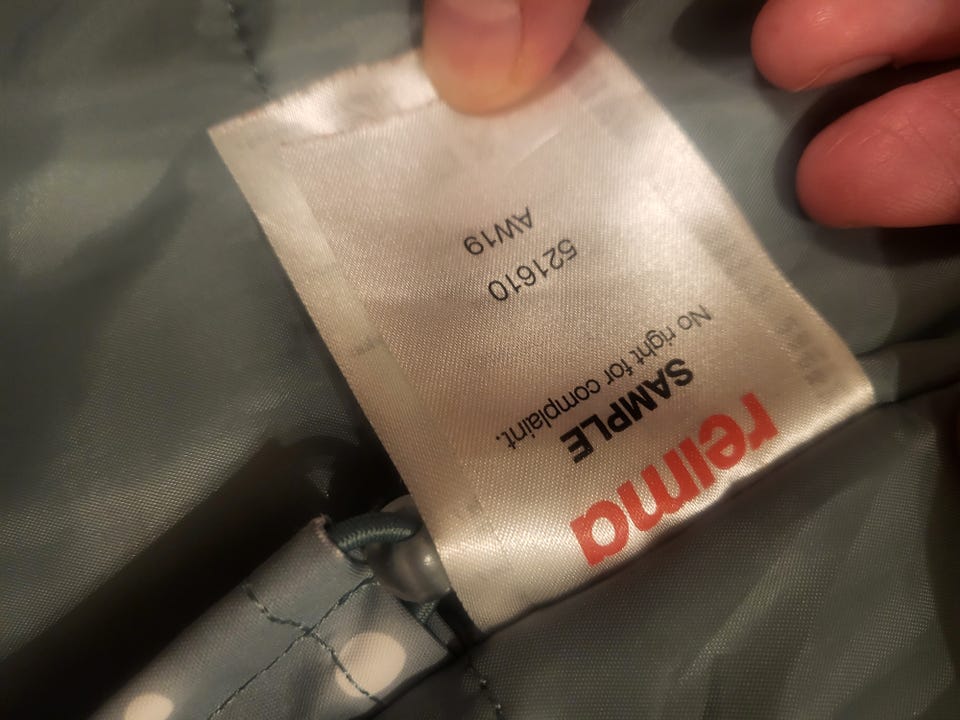 reima
SAMPLE
No right for complaint.
521610
AW19